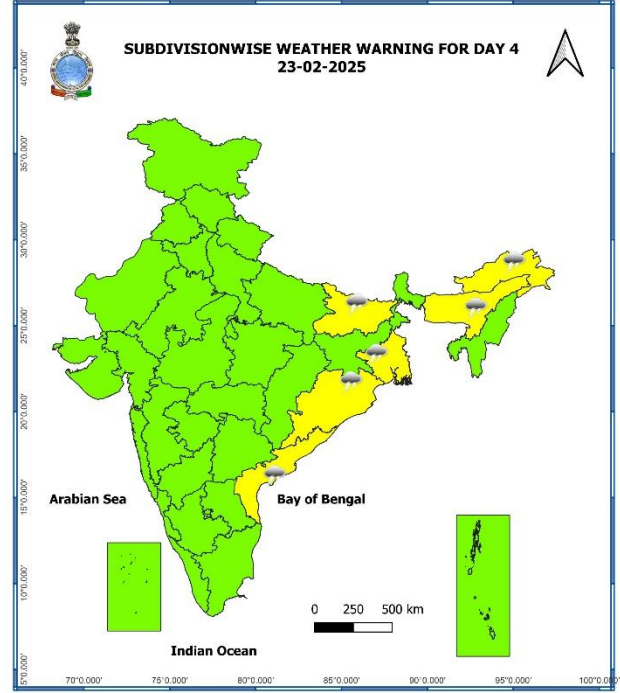 SUBDIVISIONWISE WEATHER WARNING FOR DAY 4
23-02-2025
40°0.000'
35°0.000'
30°0.000'
25°0.000'
20°0.000'
15°0.000'
10°0.000'
5°0.000'
Arabian Sea
Bay of Bengal
0 250 500 km
Indian Ocean
70°0.000' 75°0.000' 80°0.000' 85°0.000' 90°0.000' 95°0.000' 100°0.000'